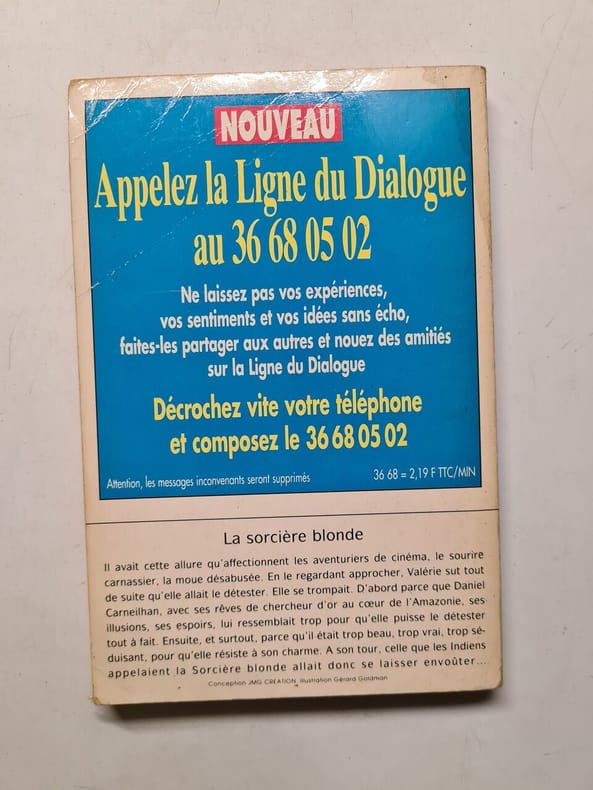 NOUVEAU
Appelez la Ligne du Dialogue
au 36 68 05 02
Ne laissez pas vos expériences,
vos sentiments et vos idées sans écho,
faites-les partager aux autres et nouez des amitiés
sur la Ligne du Dialogue
Décrochez vite votre téléphone
et composez le 36 68 05 02
Attention, les messages inconvenants seront supprimés
36 68 = 2,19 F TTC/MIN
La sorcière blonde
Il avait cette allure qu'affectionnent les aventuriers de cinéma, le sourire
carnassier, la moue désabusée. En le regardant approcher, Valérie sut tout
de suite qu'elle allait le détester. Elle se trompait. D'abord parce que Daniel
Carneilhan, avec ses rêves de chercheur d'or au cœur de l'Amazonie, ses
illusions, ses espoirs, lui ressemblait trop pour qu'elle puisse le détester
tout à fait. Ensuite, et surtout, parce qu'il était trop beau, trop vrai, trop sé-
duisant, pour qu'elle résiste à son charme. A son tour, celle que les Indiens
appelaient la Sorcière blonde allait donc se laisser envoûter....
Conception JMG CREATION, Illustration Gérard Goldman